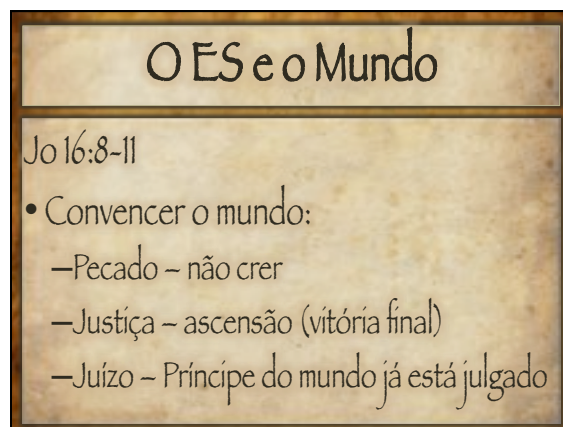 O ES e o Mundo
Jo 16:8-11
• Convencer o mundo:
–Pecado – não crer
–Justiça – ascensão (vitória final)
–Juízo – Príncipe do mundo já está julgado